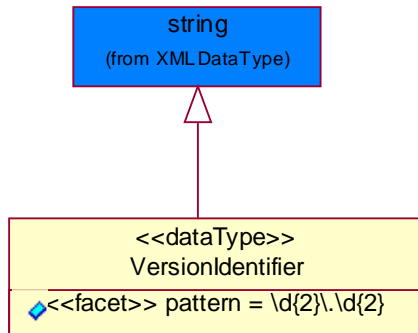 string
(from XMLDataType)
<<dataType>>
VersionIdentifier
<<facet>> pattern = \d{2}\.\d{2}